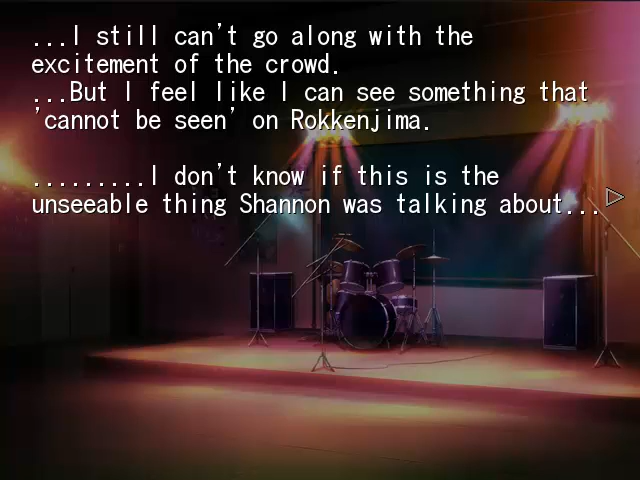 ...I still can't go along with the
excitement of the crowd.
...But I feel like I can see something that
'cannot be seen' on Rokkenjima.
.........I don't know if this is the
unseeable thing Shannon was talking about...